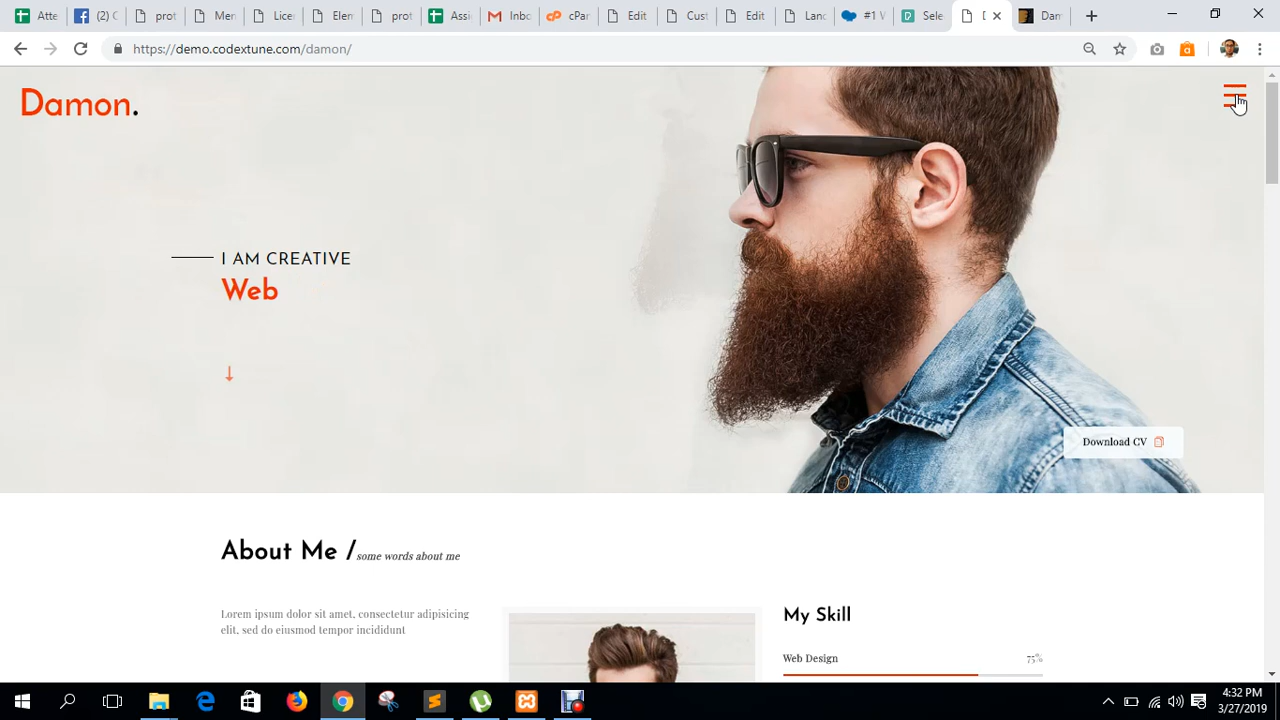 Atte
(2) (
prot
Mer
Lice
Elem
prot
Assi
Inbo
cPan
Edit
Cust
Edit
Land
#1 V
Sele
Dam
https://demo.codextune.com/damon/
Damon.
I AM CREATIVE
Web
Download CV
About Me / some words about me
Lorem ipsum dolor sit amet, consectetur adipisicing
elit, sed do eiusmod tempor incididunt
My Skill
Web Design 75%
4:32 PM
3/27/2019